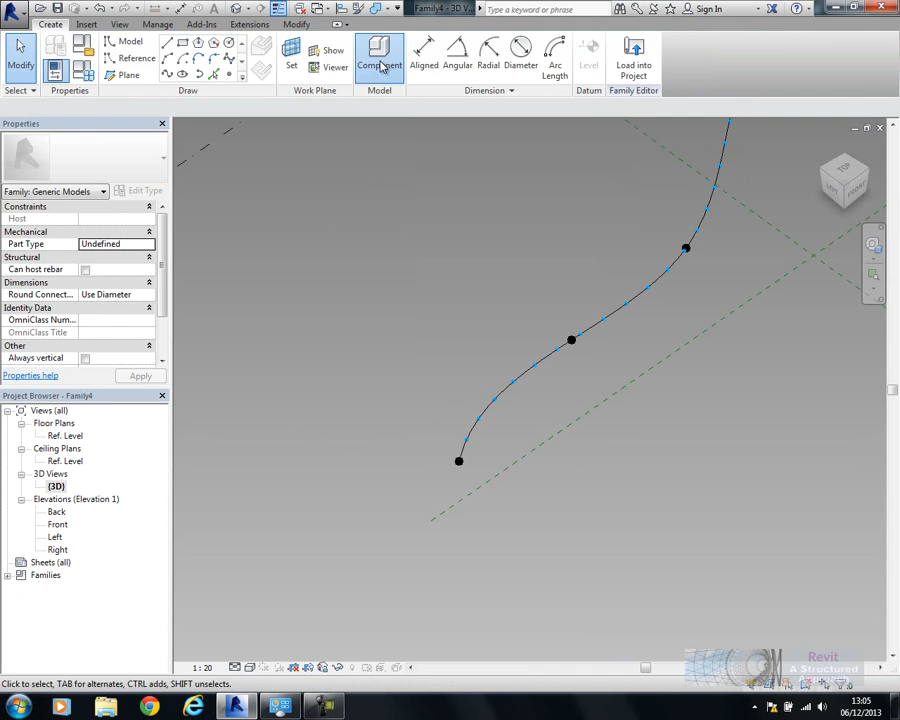 Family4 - 3D V...
Type a keyword or phrase
Sign In
Create
Insert
View
Manage
Add-Ins
Extensions
Modify
Modify
Model
Reference
Plane
Set
Show
Viewer
Component
Aligned
Angular
Radial
Diameter
Arc
Length
Level
Load into
Project
Select
Properties
Draw
Work Plane
Model
Dimension
Datum
Family Editor
Properties
Family: Generic Models
Edit Type
Constraints
Host
Mechanical
Part Type
Undefined
Structural
Can host rebar
Dimensions
Round Connect...
Use Diameter
Identity Data
OmniClass Num...
OmniClass Title
Other
Always vertical
Properties help
Apply
Project Browser - Family4
Views (all)
Floor Plans
Ref. Level
Ceiling Plans
Ref. Level
3D Views
{3D}
Elevations (Elevation 1)
Back
Front
Left
Right
Sheets (all)
Families
TOP
LEFT
FRONT
1 : 20
Revit
A Structured
Click to select, TAB for alternates, CTRL adds, SHIFT unselects.
:0
13:05
06/12/2013